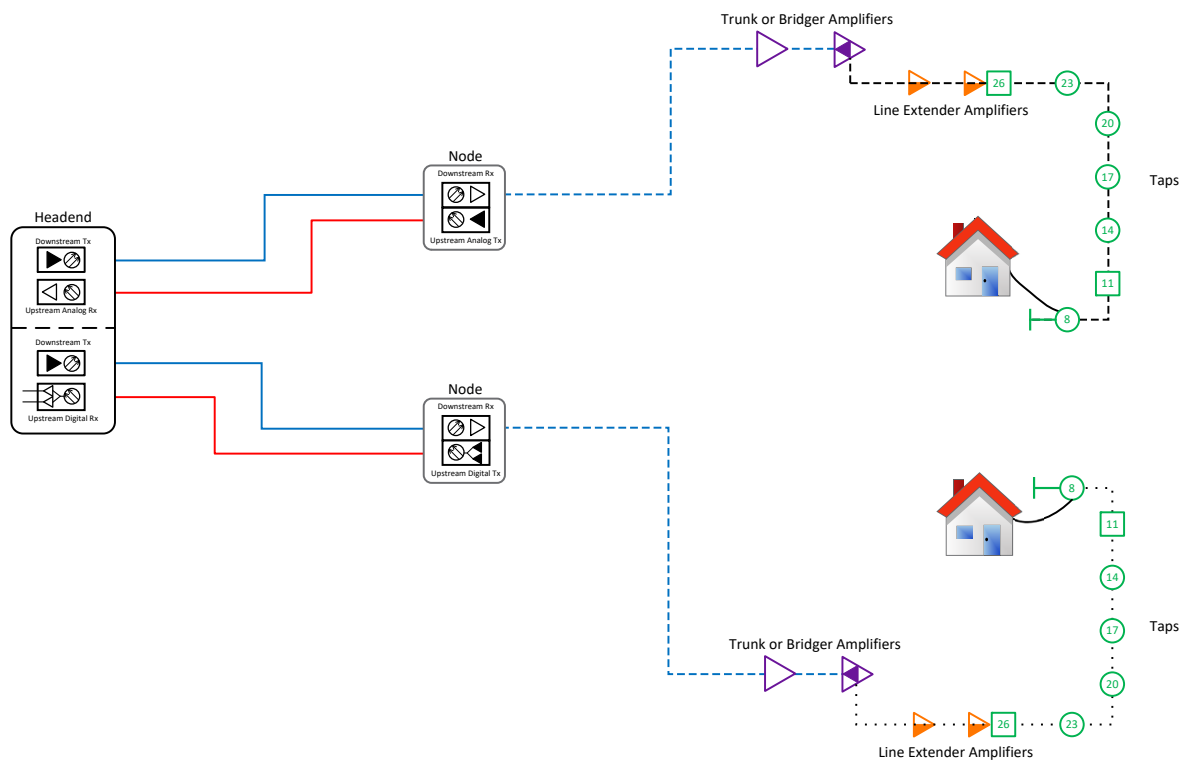 Trunk or Bridger Amplifiers
26
23
Line Extender Amplifiers
20
17
Taps
14
11
8
Node
Downstream Rx
Upstream Analog Tx
Headend
Downstream Tx
Upstream Analog Rx
Downstream Tx
Upstream Digital Rx
Node
Downstream Rx
Upstream Digital Tx
8
11
14
17
Taps
20
Trunk or Bridger Amplifiers
26
23
Line Extender Amplifiers